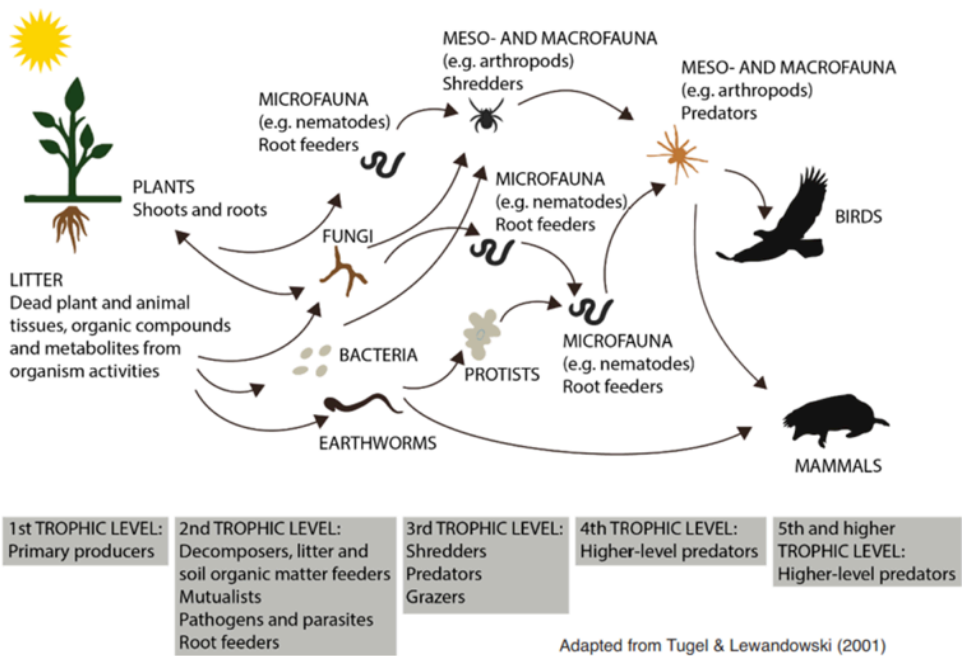 MESO- AND MACROFAUNA
(e.g. arthropods)
Shredders
MESO- AND MACROFAUNA
(e.g. arthropods)
Predators
MICROFAUNA
(e.g. nematodes)
Root feeders
PLANTS
Shoots and roots
MICROFAUNA
(e.g. nematodes)
Root feeders
FUNGI
BIRDS
LITTER
Dead plant and animal
tissues, organic compounds
and metabolites from
organism activities
BACTERIA
PROTISTS
MICROFAUNA
(e.g. nematodes)
Root feeders
EARTHWORMS
MAMMALS
1st TROPHIC LEVEL:
Primary producers
2nd TROPHIC LEVEL:
Decomposers, litter and
soil organic matter feeders
Mutualists
Pathogens and parasites
Root feeders
3rd TROPHIC LEVEL:
Shredders
Predators
Grazers
4th TROPHIC LEVEL:
Higher-level predators
5th and higher
TROPHIC LEVEL:
Higher-level predators
Adapted from Tugel & Lewandowski (2001)